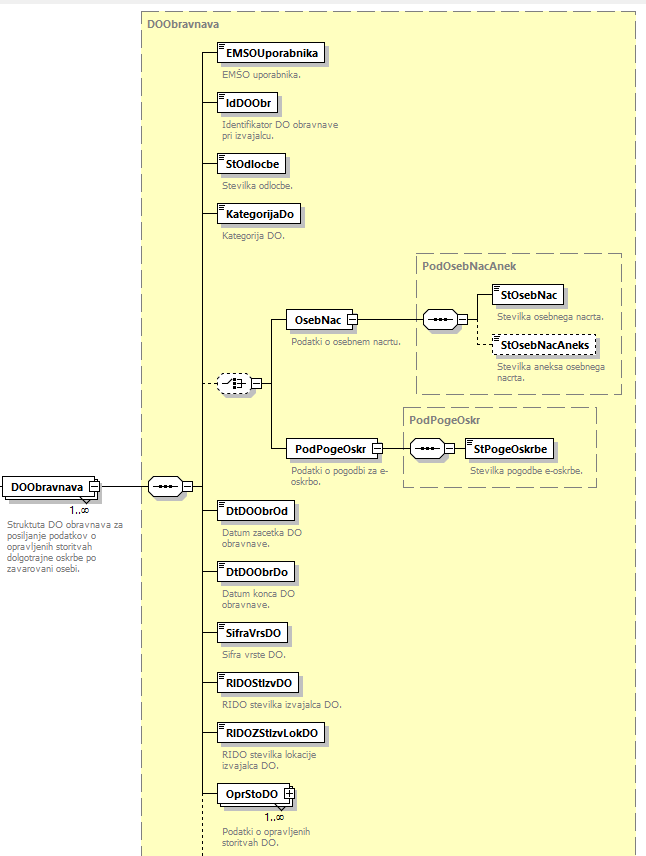 DOObravnava
EMSOUporabnika
EMŠO uporabnika.
IdDOObr
Identifikator DO obravnave
pri izvajalcu.
StOdlocbe
Stevilka odlocbe.
KategorijaDo
Kategorija DO.
PodOsebNacAnek
OsebNac
Podatki o osebnem nacrtu.
StOsebNac
Stevilka osebnega nacrta.
StOsebNacAneks
Stevilka aneksa osebnega
nacrta.
PodPogeOskr
PodPogeOskr
Podatki o pogodbi za e-
oskrbo.
StPogeOskrbe
Stevilka pogodbe e-oskrbe.
DOObravnava
1..∞
Struktuta DO obravnava za
posiljanje podatkov o
opravljenih storitvah
dolgotrajne oskrbe po
zavarovani osebi.
DtDOObrOd
Datum zacetka DO
obravnave.
DtDOObrDo
Datum konca DO
obravnave.
SifraVrsDO
Sifra vrste DO.
RIDOStIzvDO
RIDO stevilka izvajalca DO.
RIDOZStIzvLokDO
RIDO stevilka lokacije
izvajalca DO.
OprStoDO
1..∞
Podatki o opravljenih
storitvah DO.